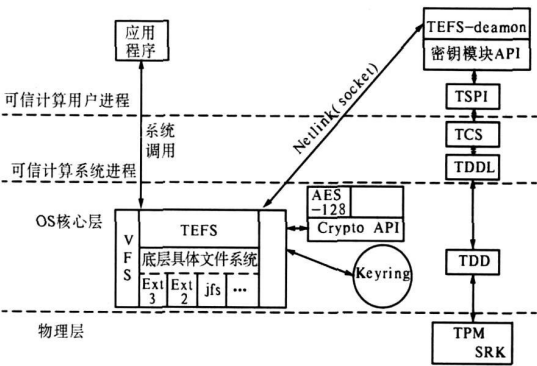 应用
程序
TEFS-deamon
密钥模块API
Netlink(socket)
可信计算用户进程
TSPI
系统
调用
TCS
可信计算系统进程
TDDL
OS核心层
AES
-128
Crypto API
VFS
TEFS
底层具体文件系统
Ext
3
Ext
2
jfs
...
Keyring
TDD
物理层
TPM
SRK